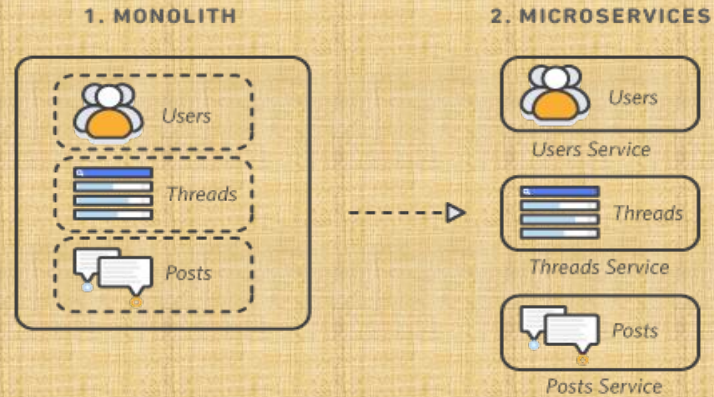 1. MONOLITH
Users
Threads
Posts
2. MICROSERVICES
Users
Users Service
Threads
Threads Service
Posts
Posts Service